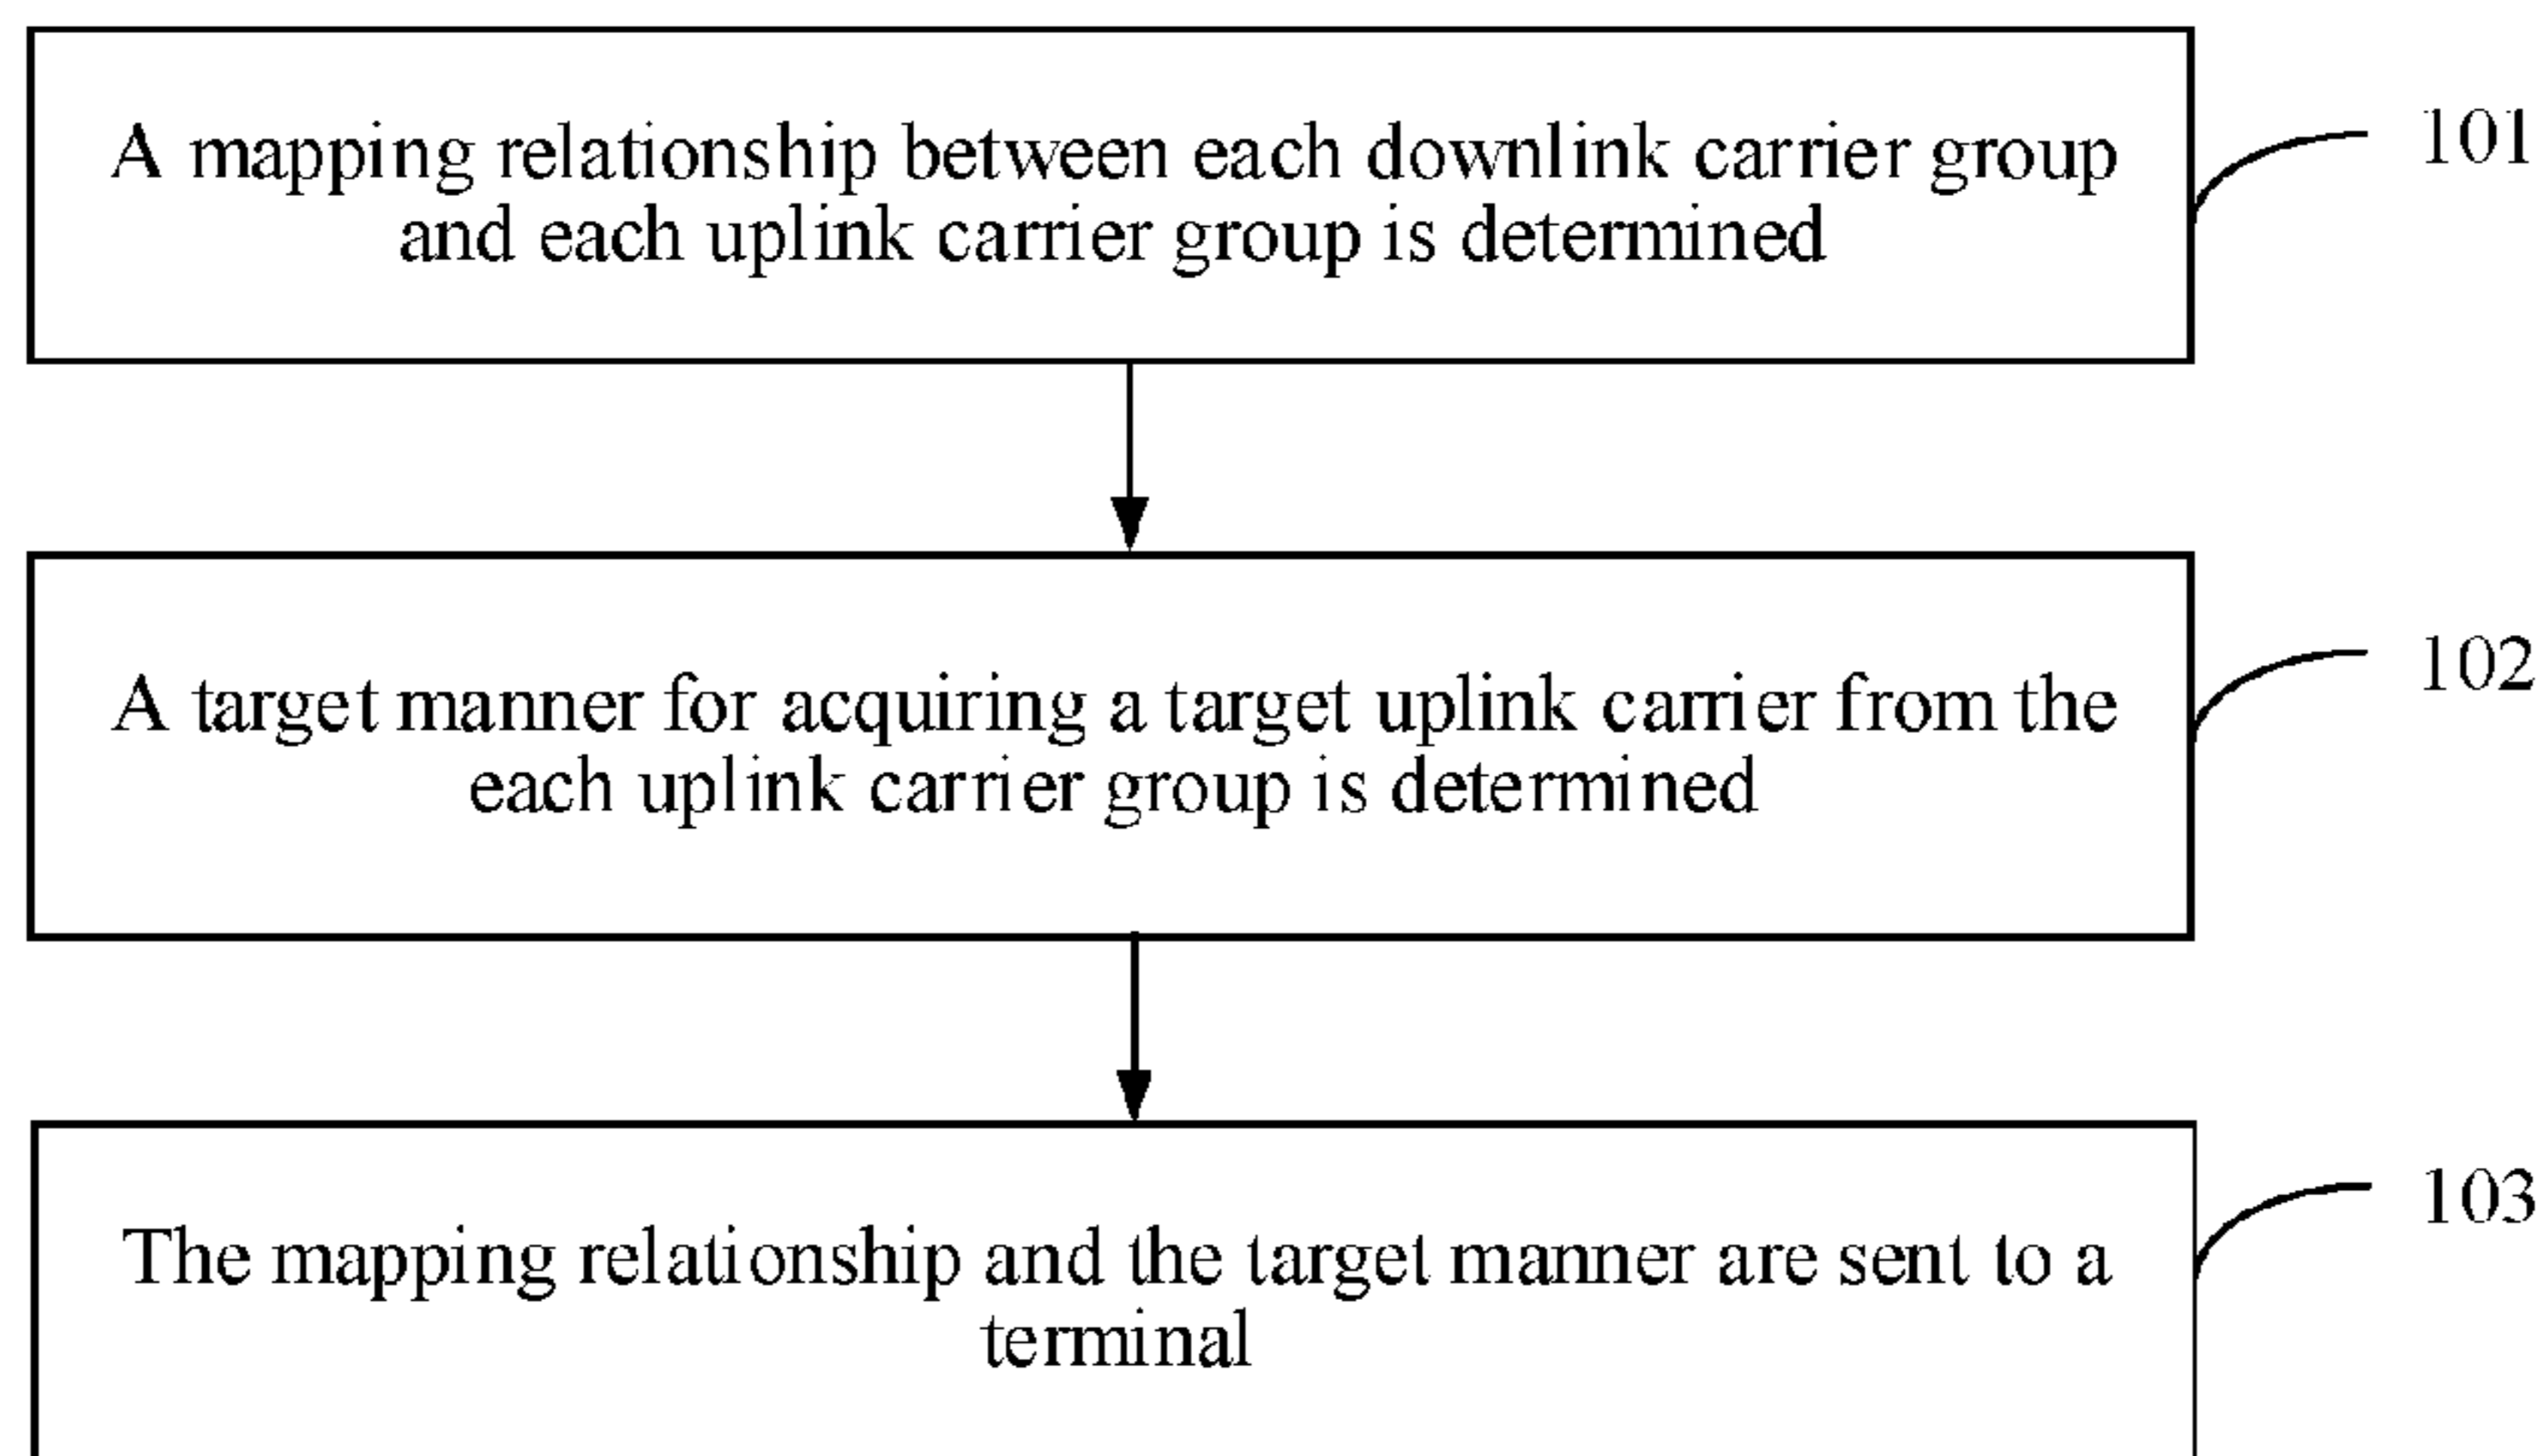 A mapping relationship between each downlink carrier group
and each uplink carrier group is determined
101
A target manner for acquiring a target uplink carrier from the
each uplink carrier group is determined
102
The mapping relationship and the target manner are sent to a
terminal
103